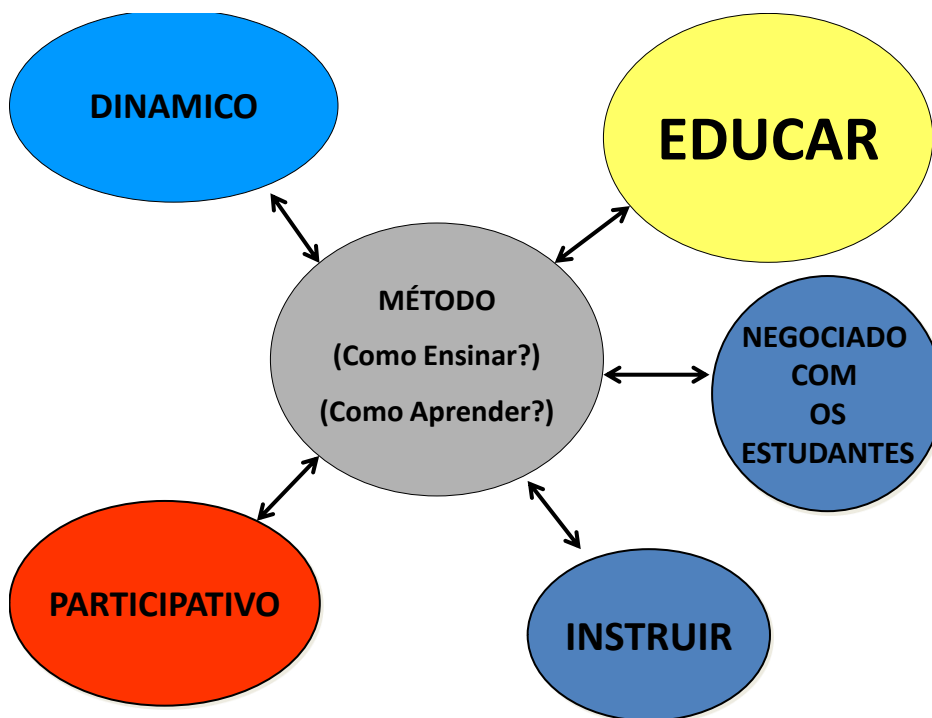 DINAMICO
EDUCAR
MÉTODO
(Como Ensinar?)
(Como Aprender?)
NEGOCIADO
COM
OS
ESTUDANTES
PARTICIPATIVO
INSTRUIR